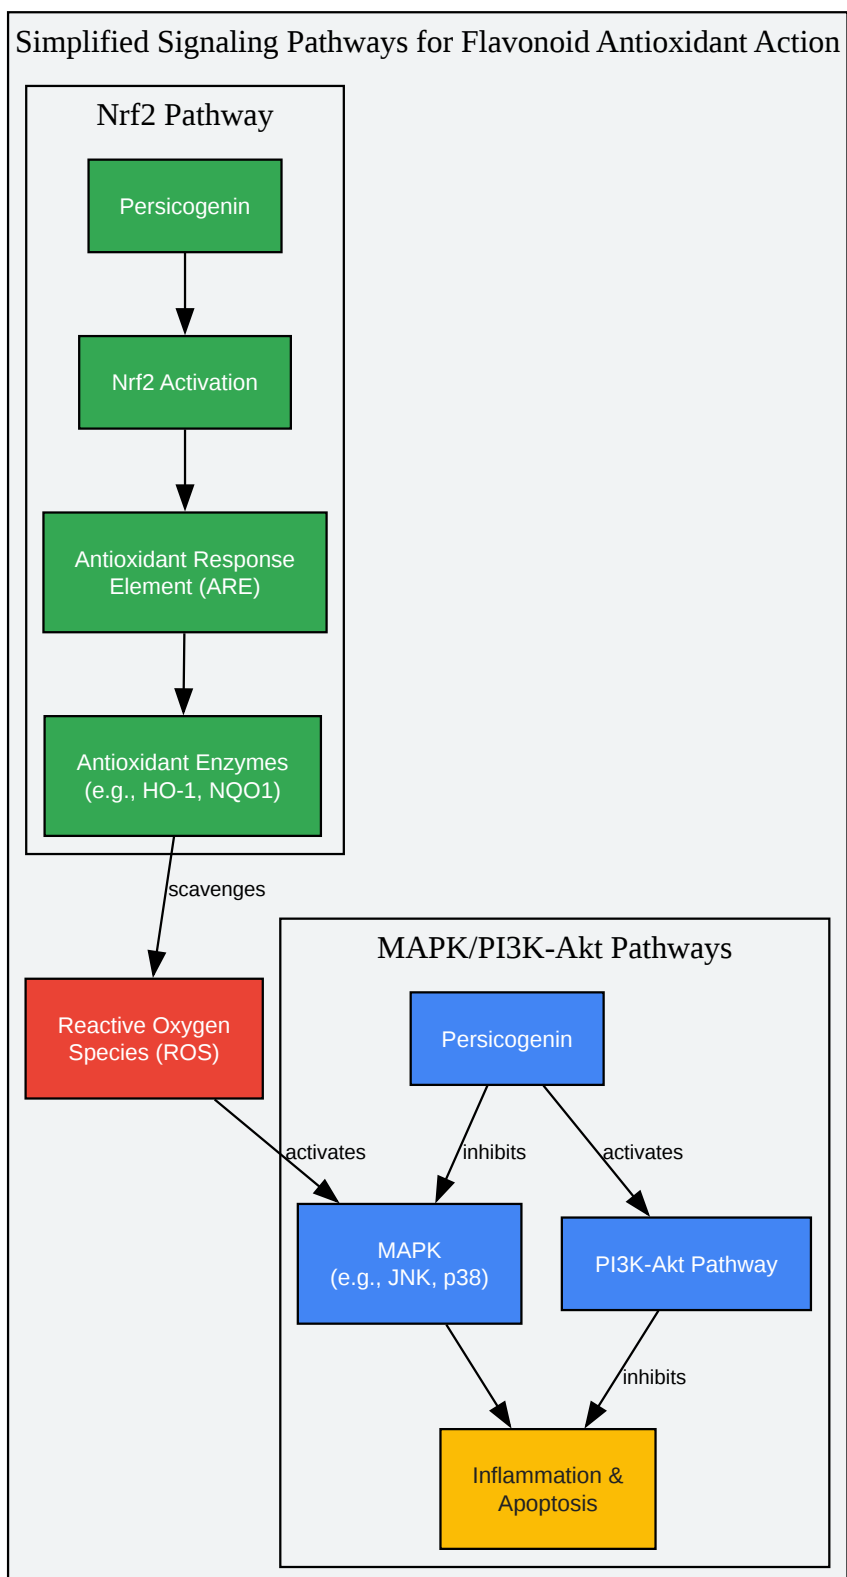 Simplified Signaling Pathways for Flavonoid Antioxidant Action
Nrf2 Pathway
Persicogenin
Nrf2 Activation
Antioxidant Response
Element (ARE)
Antioxidant Enzymes
(e.g., HO-1, NQO1)
scavenges
Reactive Oxygen
Species (ROS)
MAPK/PI3K-Akt Pathways
Persicogenin
activates
inhibits
activates
MAPK
(e.g., JNK, p38)
PI3K-Akt Pathway
inhibits
Inflammation &
Apoptosis